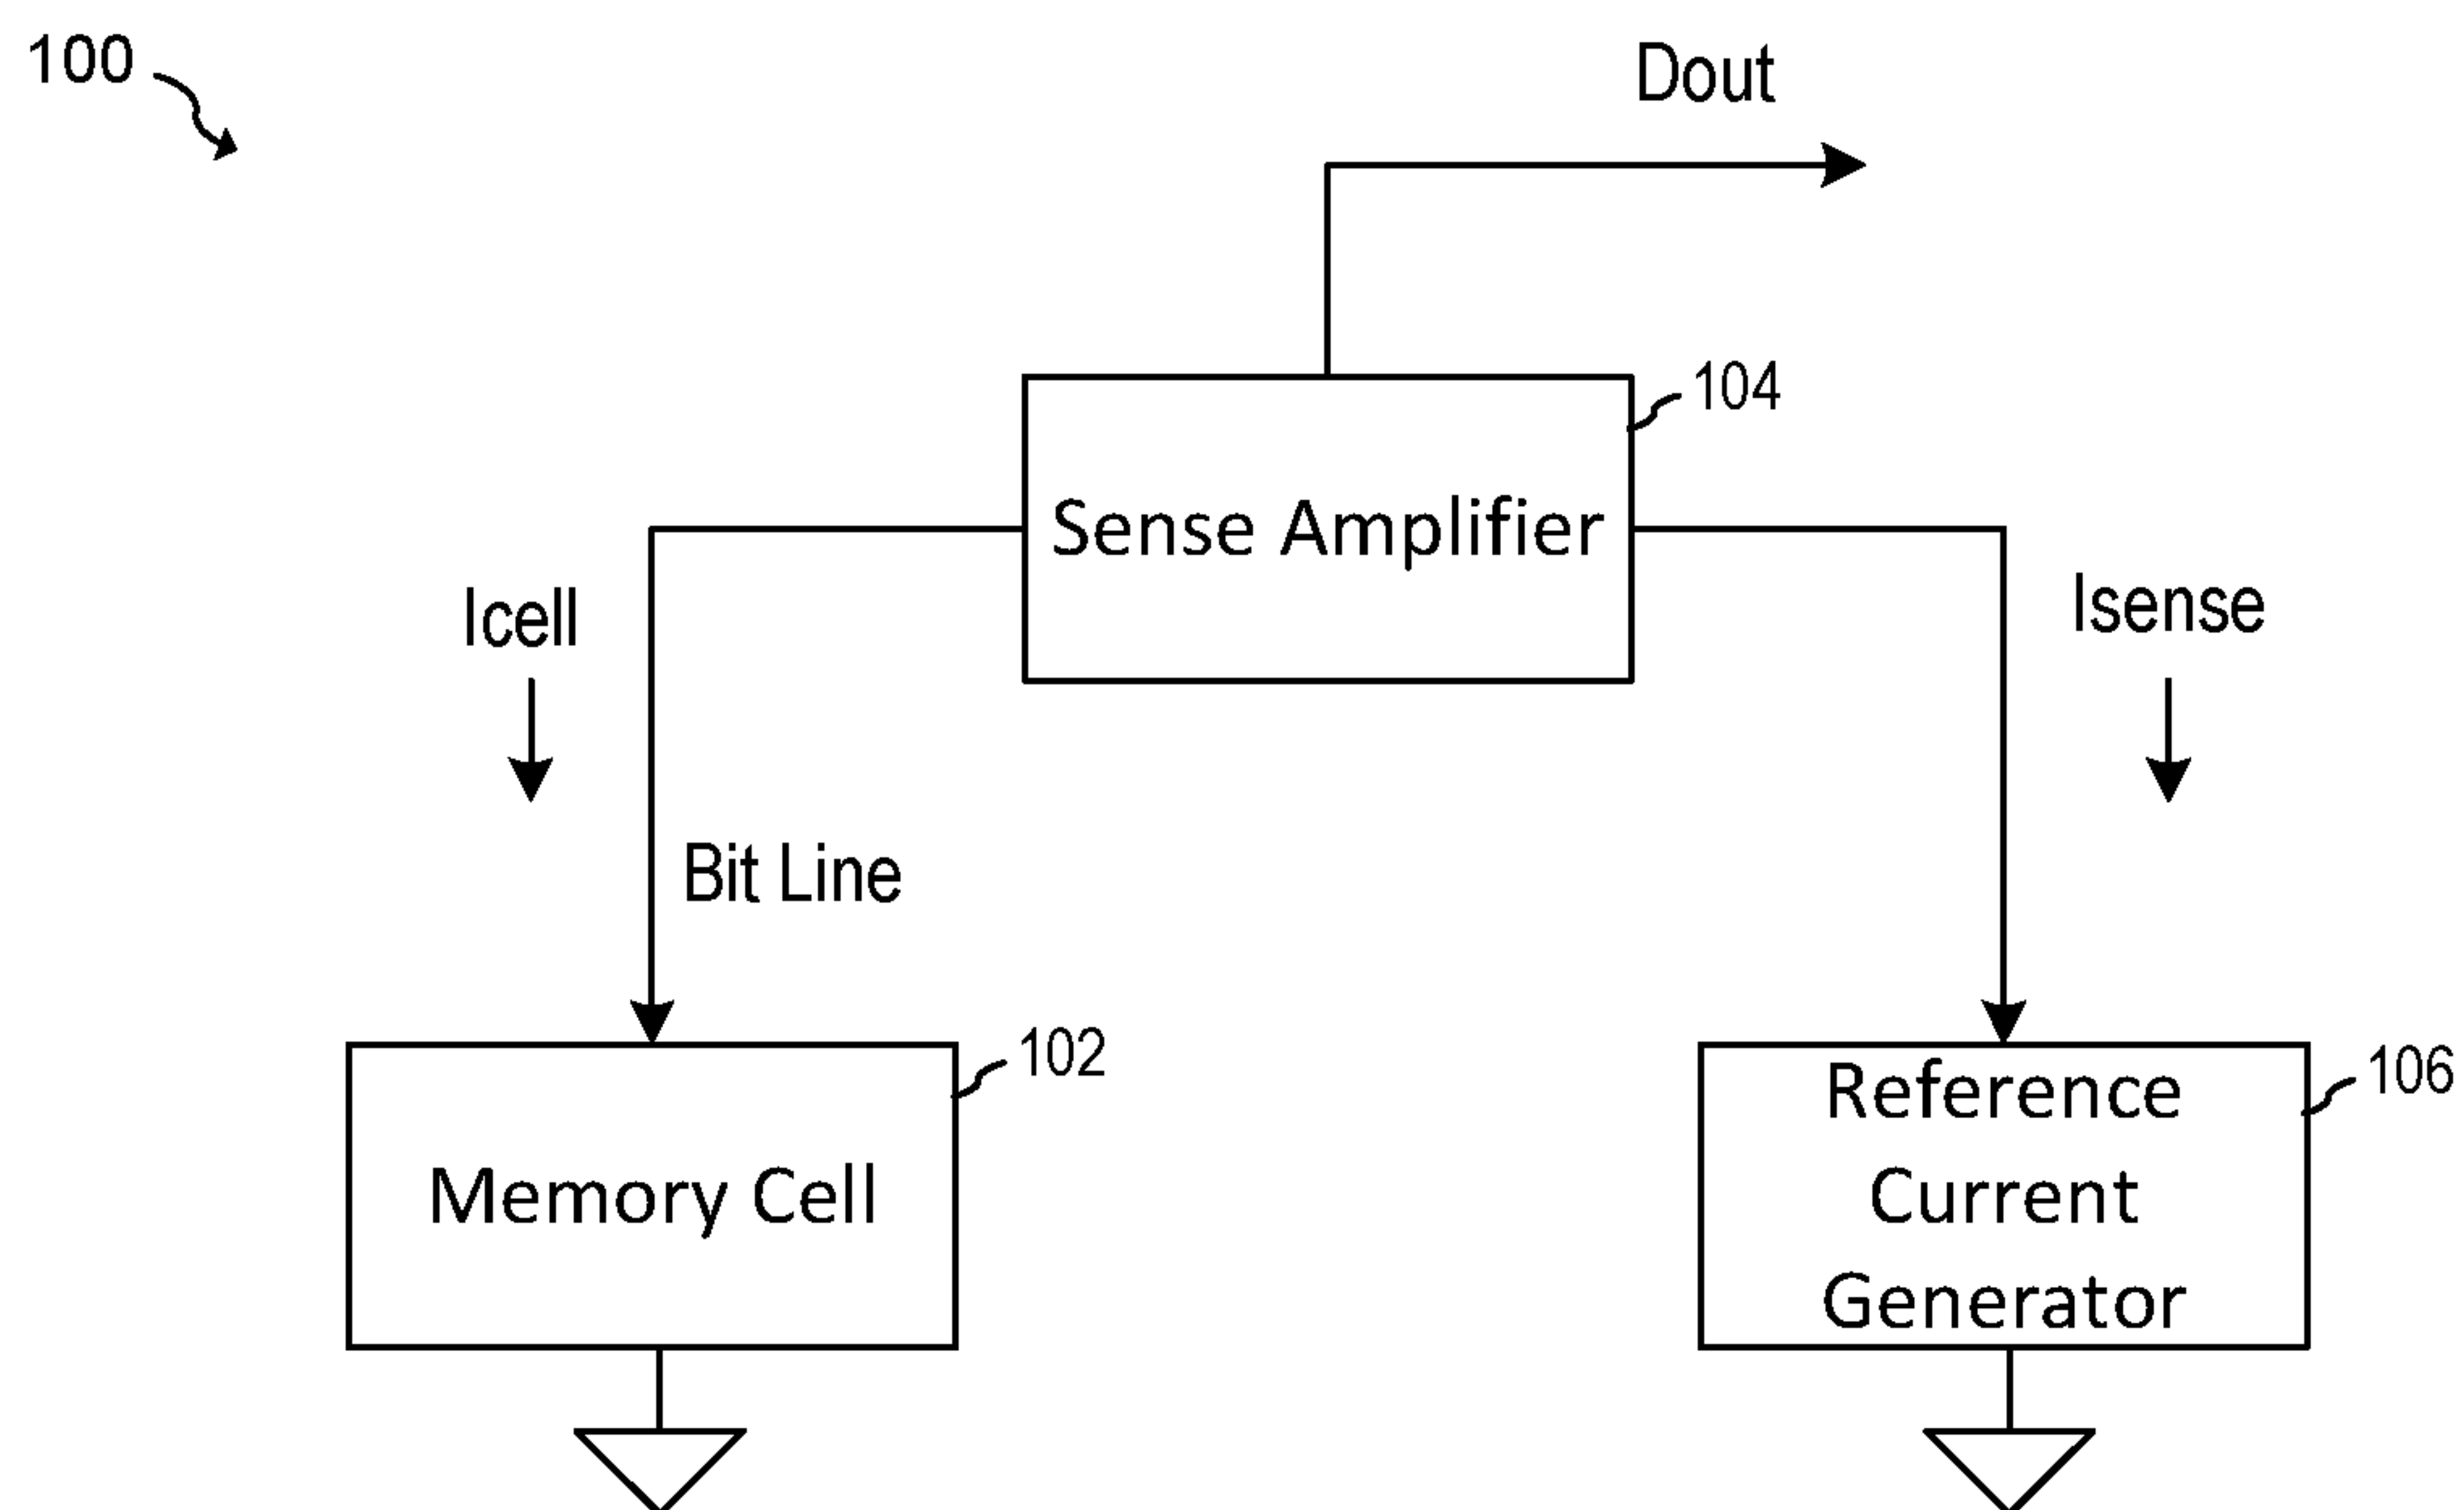 100
Dout
104
Sense Amplifier
Icell
Isense
Bit Line
102
106
Memory Cell
Reference
Current
Generator